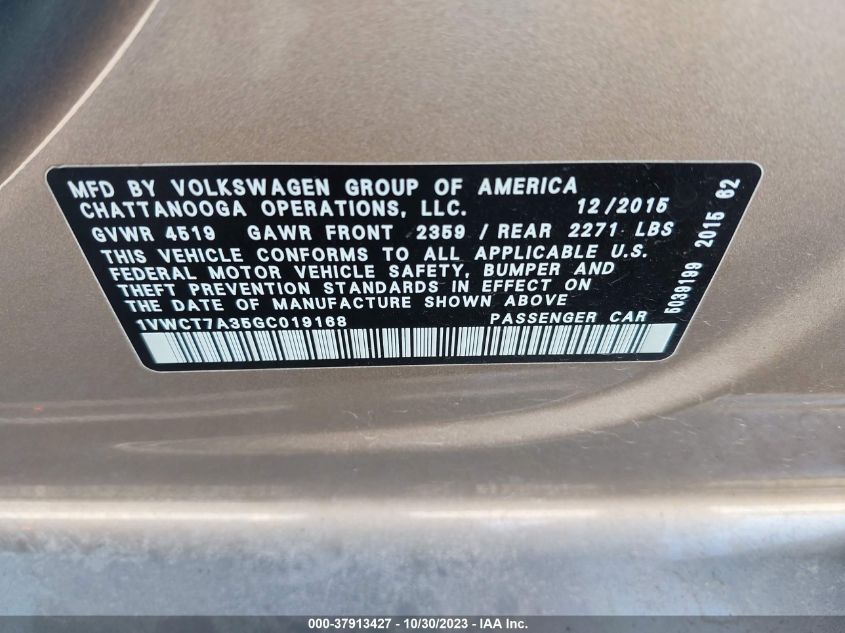 MFD BY VOLKSWAGEN GROUP OF AMERICA
CHATTANOOGA OPERATIONS, LLC. 12/2015
GVWR 4519 GAWR FRONT 2359 / REAR 2271 LBS
THIS VEHICLE CONFORMS TO ALL APPLICABLE U.S.
FEDERAL MOTOR VEHICLE SAFETY, BUMPER AND
THEFT PREVENTION STANDARDS IN EFFECT ON
THE DATE OF MANUFACTURE SHOWN ABOVE
1VWCT7A35GC019168 PASSENGER CAR
5039199 2015 62
000-37913427 - 10/30/2023 - IAA Inc.